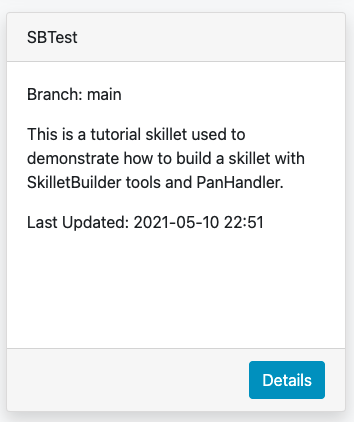 SBTest
Branch: main
This is a tutorial skillet used to
demonstrate how to build a skillet with
SkilletBuilder tools and PanHandler.
Last Updated: 2021-05-10 22:51
Details